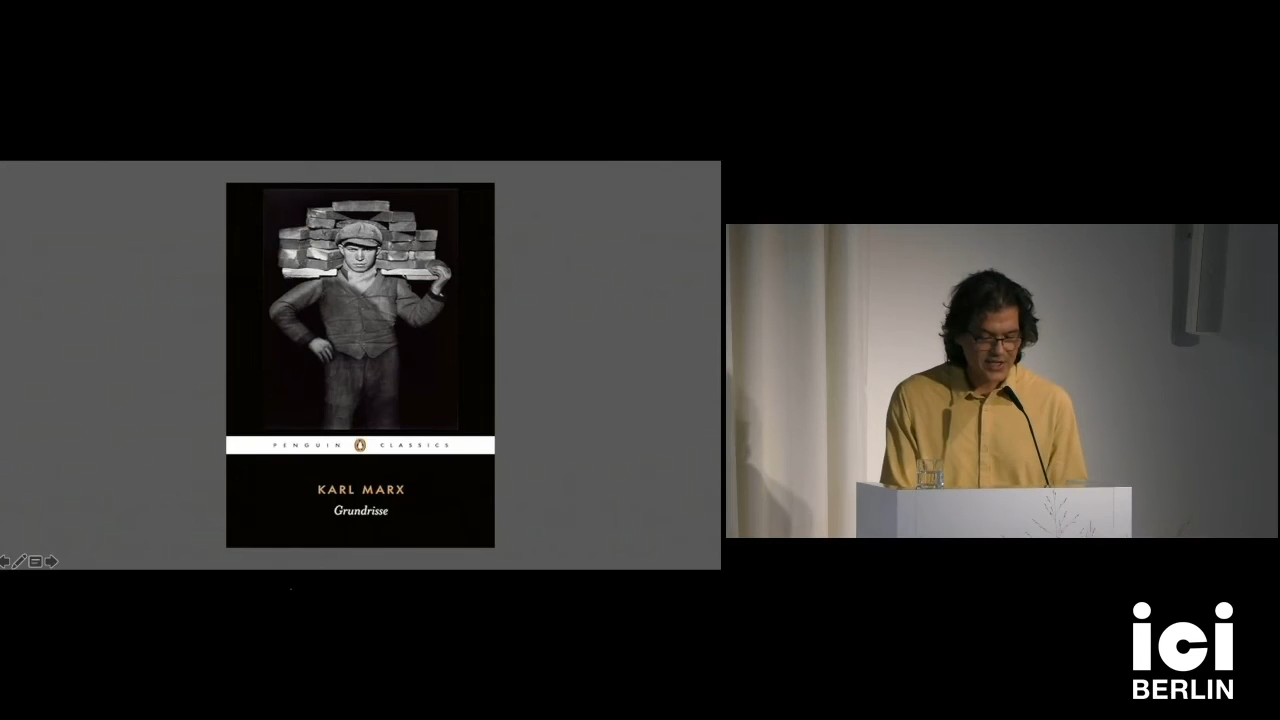 PENGUIN CLASSICS
KARL MARX
Grundrisse
ici
BERLIN